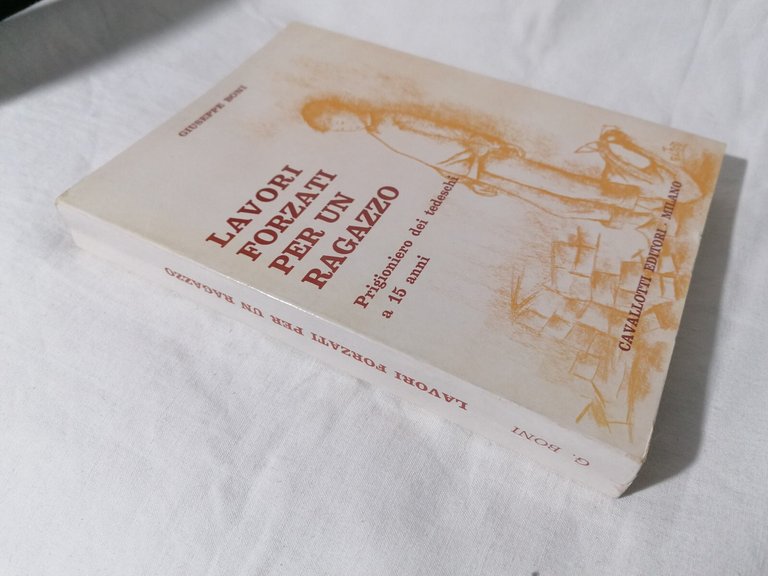 GIUSEPPE BONI
LAVORI
FORZATI
PER UN
RAGAZZO
Prigioniero dei tedeschi
a 15 anni
CAVALLOTTI EDITORI - MILANO
G. BONI
LAVORI FORZATI PER UN RAGAZZO